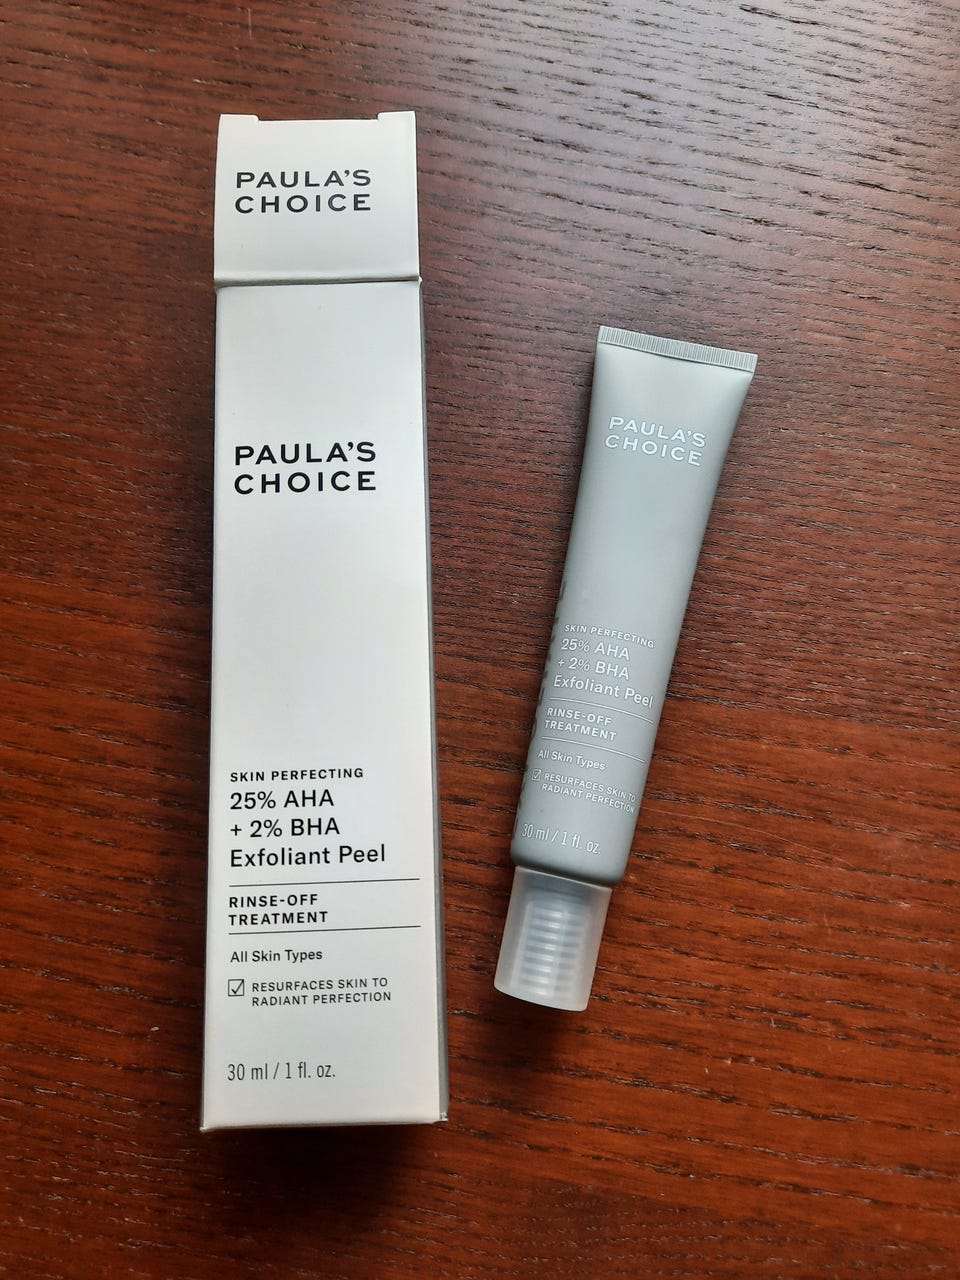 PAULA'S
CHOICE
PAULA'S
CHOICE
SKIN PERFECTING
25% AHA
+ 2% BHA
Exfoliant Peel
RINSE-OFF
TREATMENT
All Skin Types
RESURFACES SKIN TO
RADIANT PERFECTION
30 ml / 1 fl. oz.
PAULA'S
CHOICE
SKIN PERFECTING
25% AHA
+ 2% BHA
Exfoliant Peel
RINSE-OFF
TREATMENT
All Skin Types
RESURFACES SKIN TO
RADIANT PERFECTION
30 ml / 1 fl. oz.